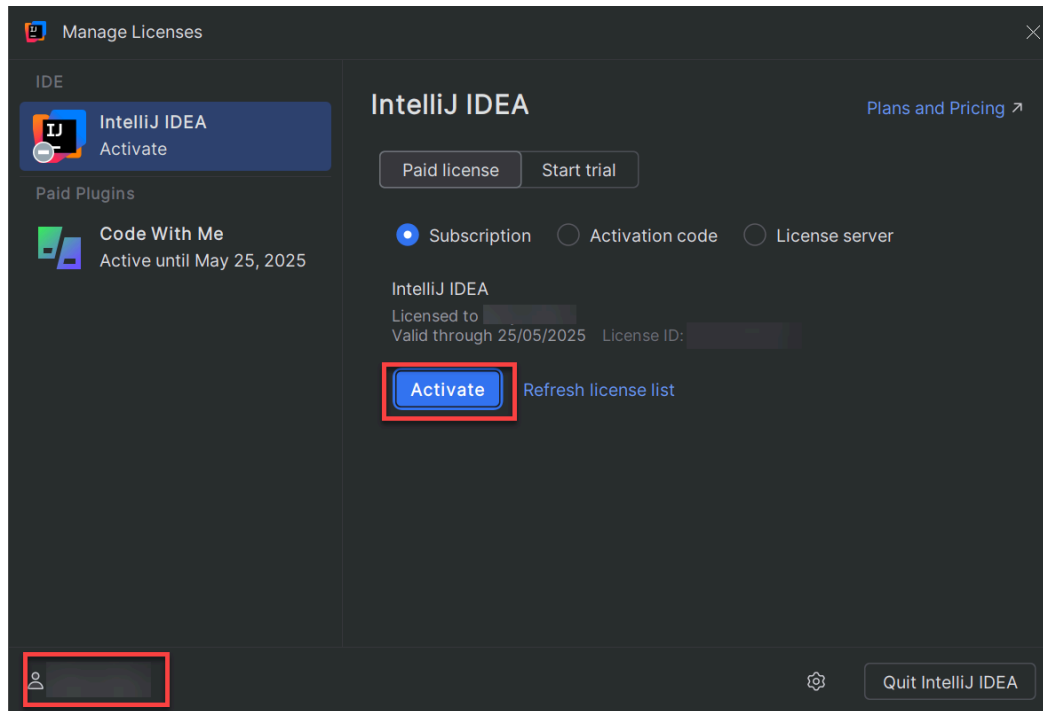 Manage Licenses
IDE
IntelliJ IDEA
Activate
Paid Plugins
Code With Me
Active until May 25, 2025
IntelliJ IDEA
Plans and Pricing ↗
Paid license Start trial
Subscription Activation code License server
IntelliJ IDEA
Licensed to
Valid through 25/05/2025 License ID:
Activate Refresh license list
Quit IntelliJ IDEA